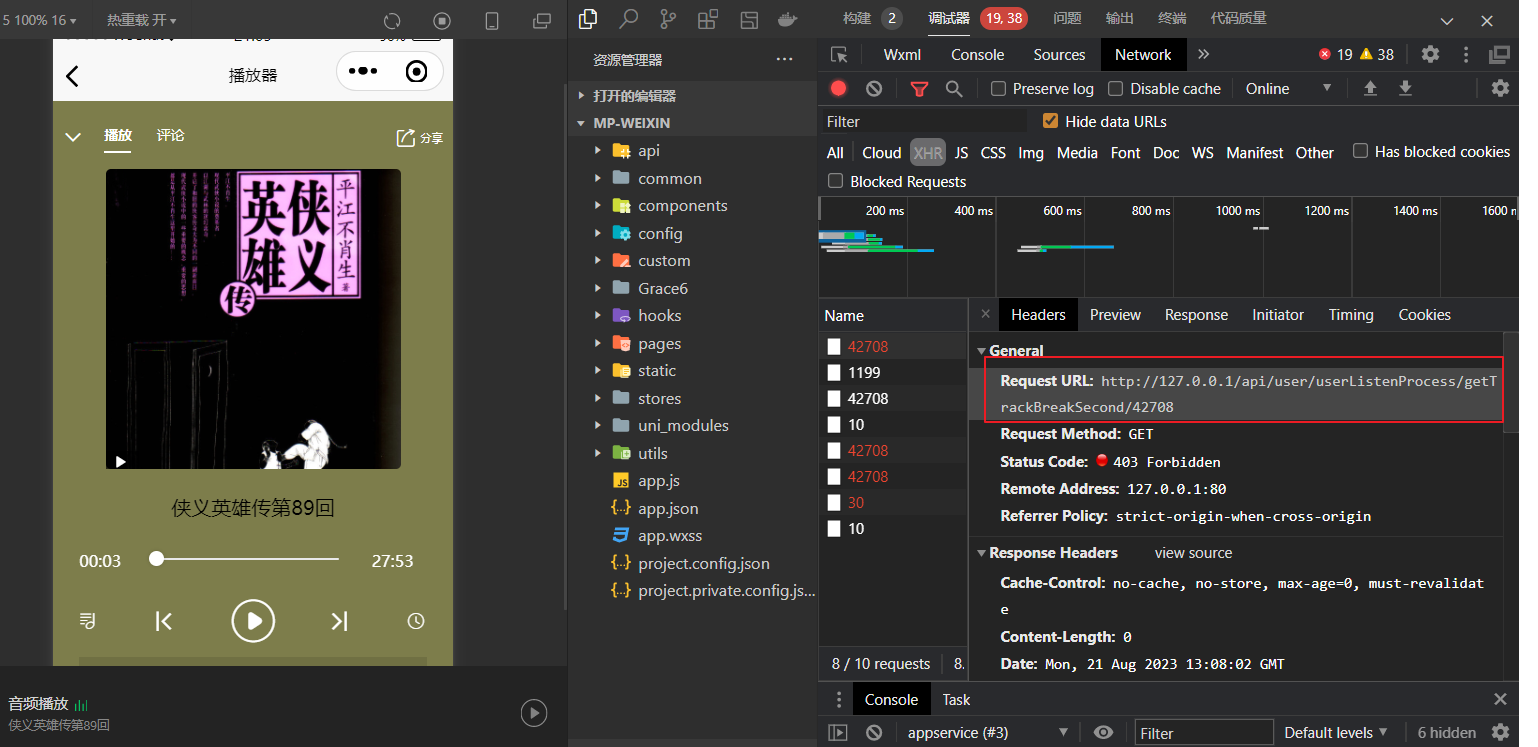 5 100% 16
热重载 开
播放器
播放
评论
分享
侠义
英雄
传
平江不肖生
著
侠义英雄传第89回
00:03
27:53
音频播放
侠义英雄传第89回
资源管理器
打开的编辑器
MP-WEIXIN
api
common
components
config
custom
Grace6
hooks
pages
static
stores
uni_modules
utils
app.js
app.json
app.wxss
project.config.json
project.private.config.js...
构建 2 调试器 19, 38 问题 输出 终端 代码质量
Wxml Console Sources Network 19 38
Preserve log Disable cache Online
Filter Hide data URLs
All Cloud XHR JS CSS Img Media Font Doc WS Manifest Other Has blocked cookies
Blocked Requests
200 ms 400 ms 600 ms 800 ms 1000 ms 1200 ms 1400 ms 1600 m
Name
42708
1199
42708
10
42708
42708
30
10
8 / 10 requests 8.
Headers Preview Response Initiator Timing Cookies
General
Request URL: http://127.0.0.1/api/user/userListenProcess/getT
rackBreakSecond/42708
Request Method: GET
Status Code: 403 Forbidden
Remote Address: 127.0.0.1:80
Referrer Policy: strict-origin-when-cross-origin
Response Headers view source
Cache-Control: no-cache, no-store, max-age=0, must-revalidat
e
Content-Length: 0
Date: Mon, 21 Aug 2023 13:08:02 GMT
Console Task
appservice (#3) Filter Default levels 6 hidden